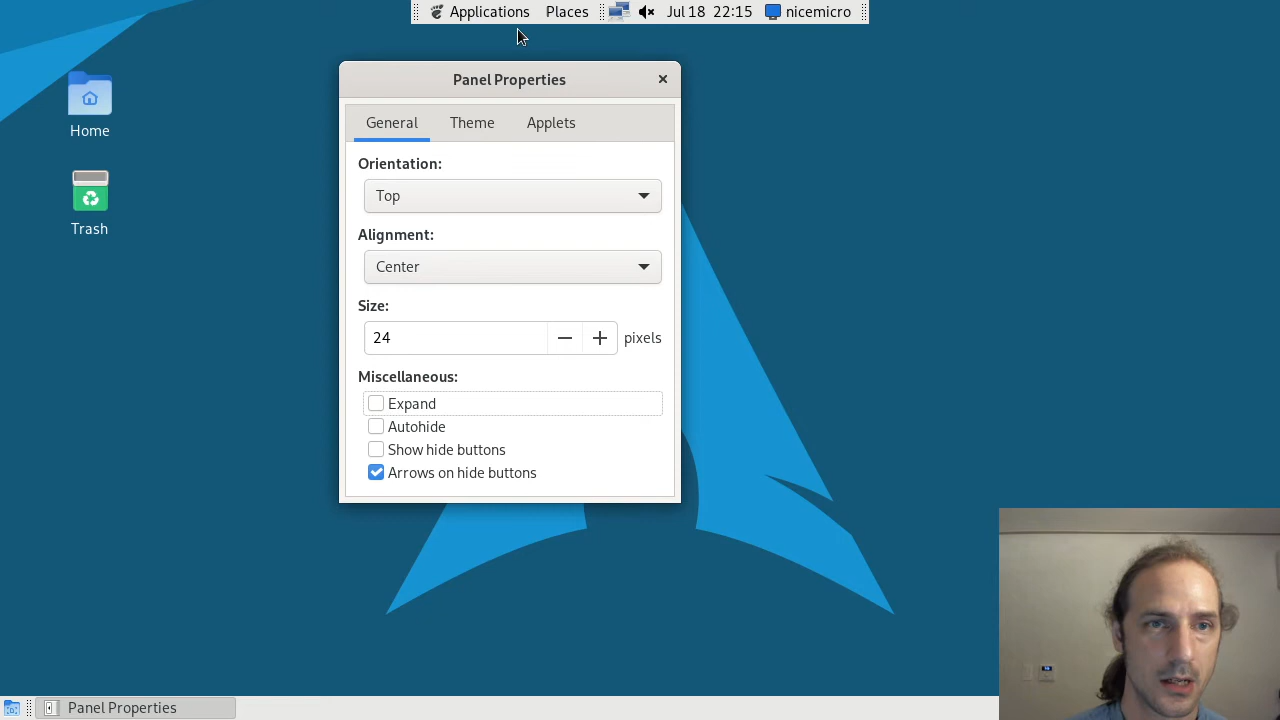 Applications Places Jul 18 22:15 nicemicro
Home
Trash
Panel Properties
General Theme Applets
Orientation:
Top
Alignment:
Center
Size:
24 pixels
Miscellaneous:
Expand
Autohide
Show hide buttons
Arrows on hide buttons
Panel Properties